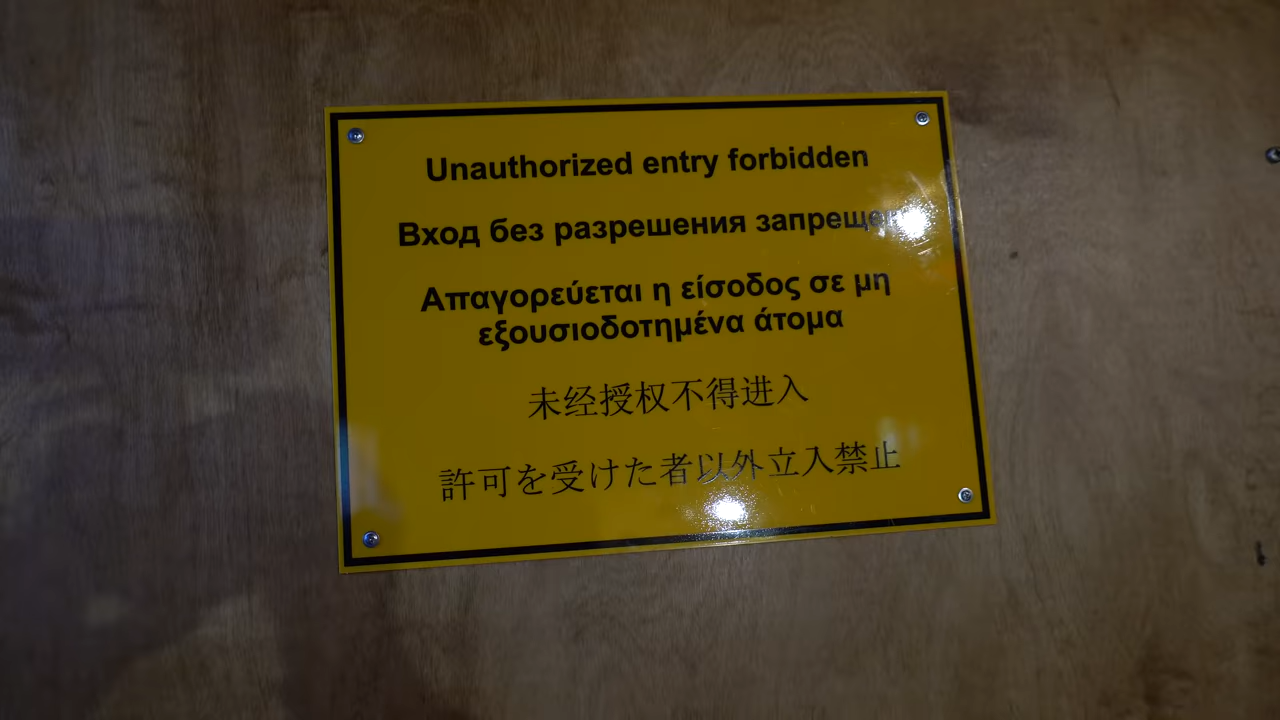 Unauthorized entry forbidden
Вход без разрешения
Απαγορεύεται η είσοδος σε μη
εξουσιοδοτημένα άτομα
未经授权不得进入
許可を受けた者以外立入禁止